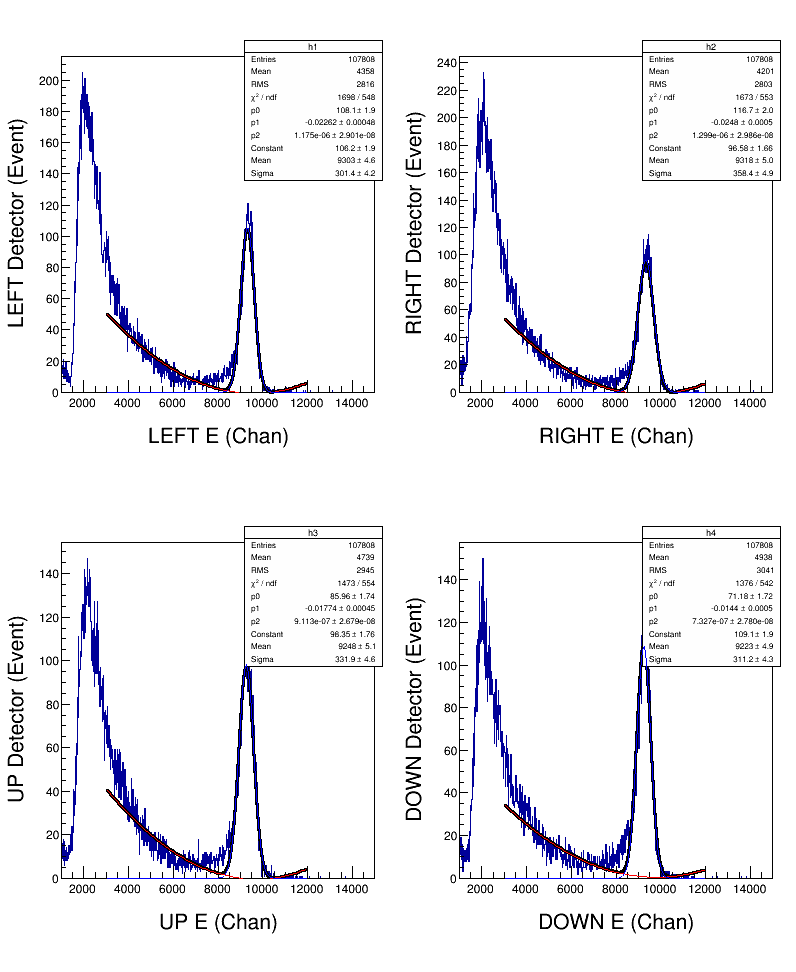 h1
Entries 107808
Mean 4358
RMS 2816
χ² / ndf 1698 / 548
p0 108.1 ± 1.9
p1 -0.02262 ± 0.00048
p2 1.175e-06 ± 2.901e-08
Constant 106.2 ± 1.9
Mean 9303 ± 4.6
Sigma 301.4 ± 4.2
LEFT Detector (Event)
200
180
160
140
120
100
80
60
40
20
0
2000 4000 6000 8000 10000 12000 14000
LEFT E (Chan)
h2
Entries 107808
Mean 4201
RMS 2803
χ² / ndf 1673 / 553
p0 116.7 ± 2.0
p1 -0.0248 ± 0.0005
p2 1.299e-06 ± 2.986e-08
Constant 96.58 ± 1.66
Mean 9318 ± 5.0
Sigma 358.4 ± 4.9
RIGHT Detector (Event)
240
220
200
180
160
140
120
100
80
60
40
20
0
2000 4000 6000 8000 10000 12000 14000
RIGHT E (Chan)
h3
Entries 107808
Mean 4739
RMS 2945
χ² / ndf 1473 / 554
p0 85.96 ± 1.74
p1 -0.01774 ± 0.00045
p2 9.113e-07 ± 2.679e-08
Constant 96.35 ± 1.76
Mean 9248 ± 5.1
Sigma 331.9 ± 4.6
UP Detector (Event)
140
120
100
80
60
40
20
0
2000 4000 6000 8000 10000 12000 14000
UP E (Chan)
h4
Entries 107808
Mean 4938
RMS 3041
χ² / ndf 1376 / 542
p0 71.18 ± 1.72
p1 -0.0144 ± 0.0005
p2 7.327e-07 ± 2.780e-08
Constant 109.1 ± 1.9
Mean 9223 ± 4.9
Sigma 311.2 ± 4.3
DOWN Detector (Event)
140
120
100
80
60
40
20
0
2000 4000 6000 8000 10000 12000 14000
DOWN E (Chan)